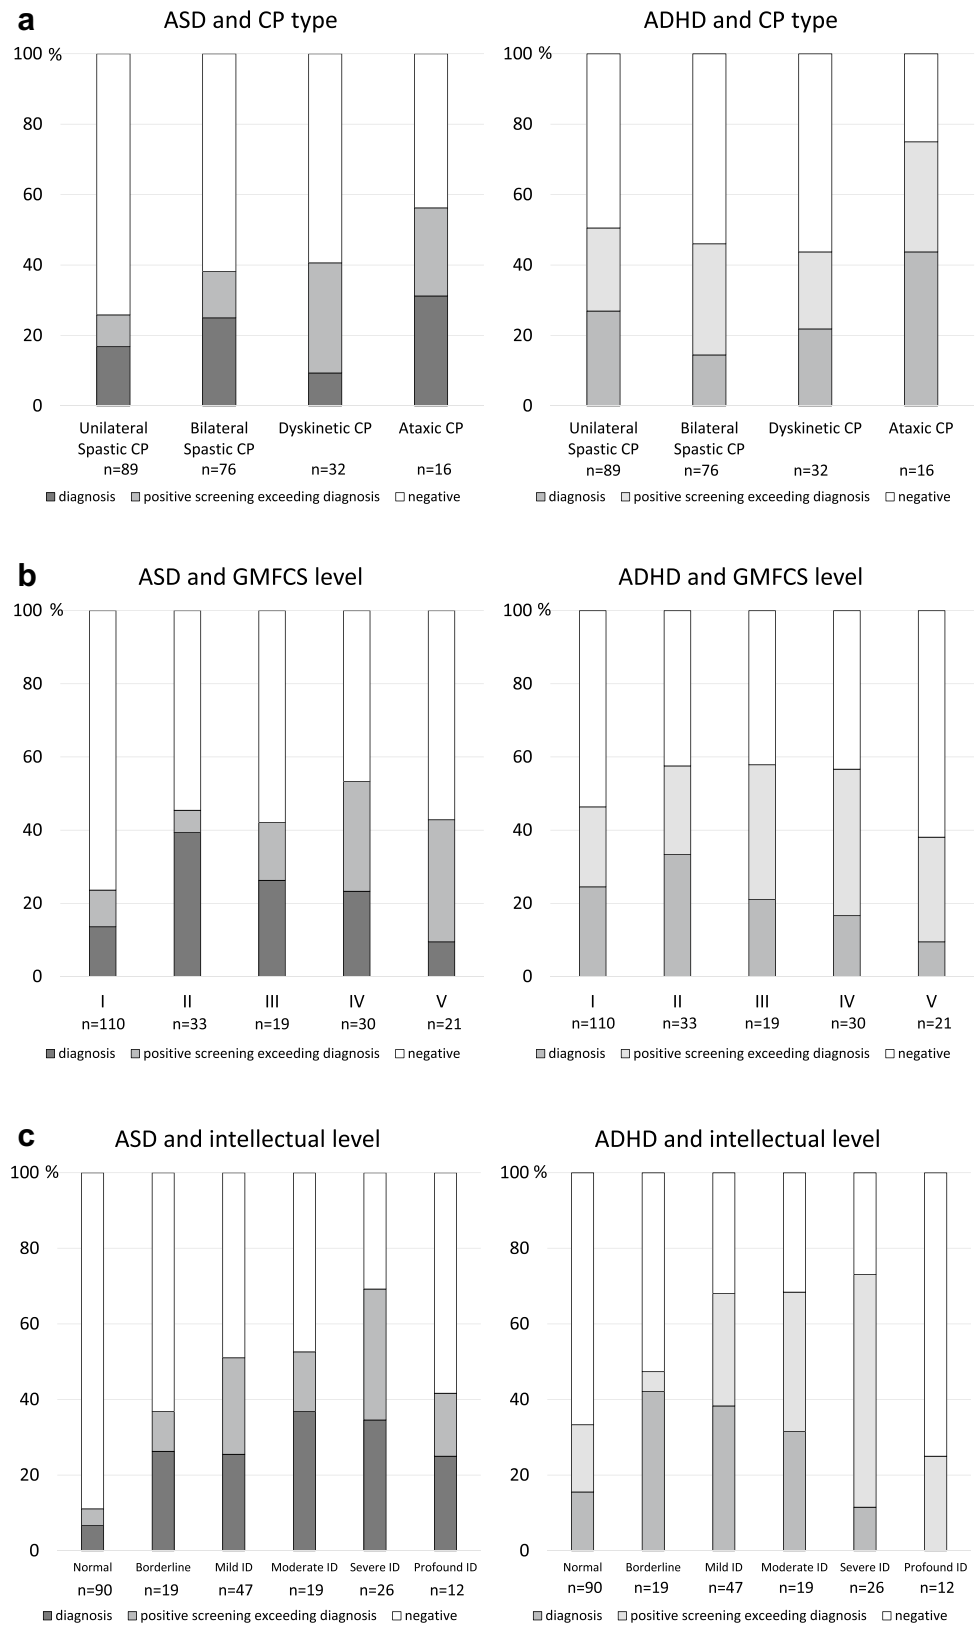 a
ASD and CP type
100 %
80
60
40
20
0
Unilateral Spastic CP
Bilateral Spastic CP
Dyskinetic CP
Ataxic CP
n=89
n=76
n=32
n=16
diagnosis
positive screening exceeding diagnosis
negative
ADHD and CP type
100 %
80
60
40
20
0
Unilateral Spastic CP
Bilateral Spastic CP
Dyskinetic CP
Ataxic CP
n=89
n=76
n=32
n=16
diagnosis
positive screening exceeding diagnosis
negative
b
ASD and GMFCS level
100 %
80
60
40
20
0
I
II
III
IV
V
n=110
n=33
n=19
n=30
n=21
diagnosis
positive screening exceeding diagnosis
negative
ADHD and GMFCS level
100 %
80
60
40
20
0
I
II
III
IV
V
n=110
n=33
n=19
n=30
n=21
diagnosis
positive screening exceeding diagnosis
negative
c
ASD and intellectual level
100 %
80
60
40
20
0
Normal
Borderline
Mild ID
Moderate ID
Severe ID
Profound ID
n=90
n=19
n=47
n=19
n=26
n=12
diagnosis
positive screening exceeding diagnosis
negative
ADHD and intellectual level
100 %
80
60
40
20
0
Normal
Borderline
Mild ID
Moderate ID
Severe ID
Profound ID
n=90
n=19
n=47
n=19
n=26
n=12
diagnosis
positive screening exceeding diagnosis
negative